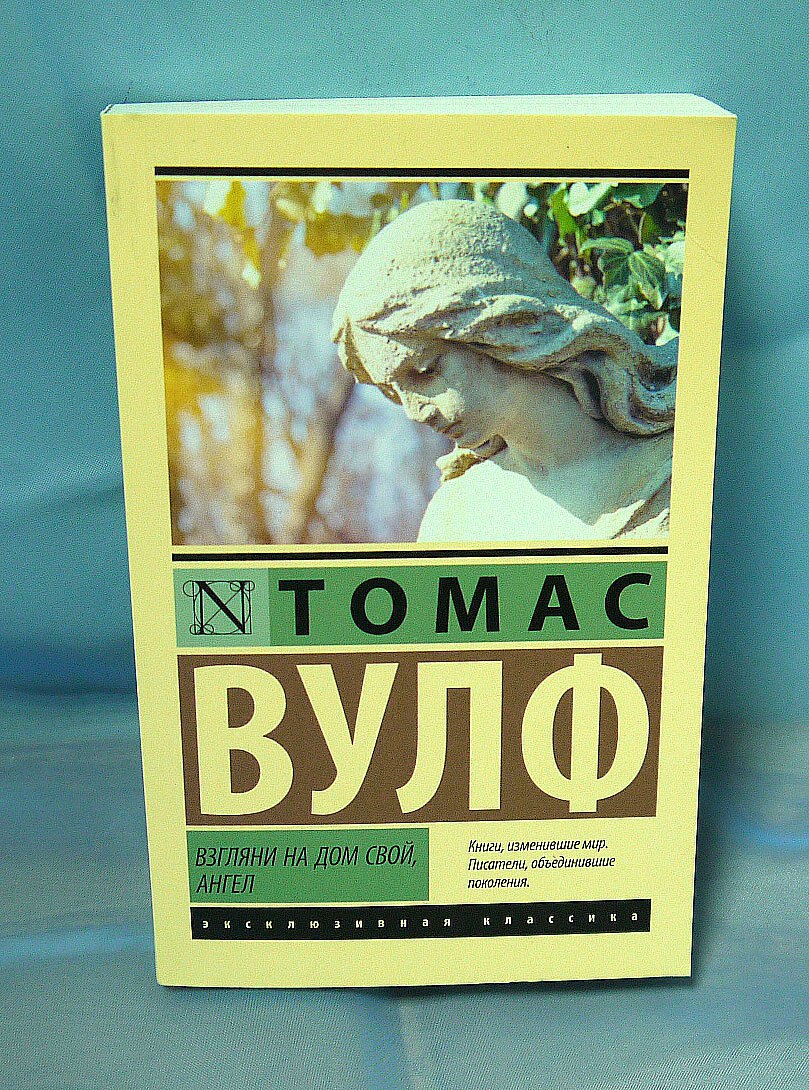 N ТОМАС
ВУЛФ
ВЗГЛЯНИ НА ДОМ СВОЙ,
АНГЕЛ
Книги, изменившие мир.
Писатели, объединившие
поколения.
эксклюзивная классика